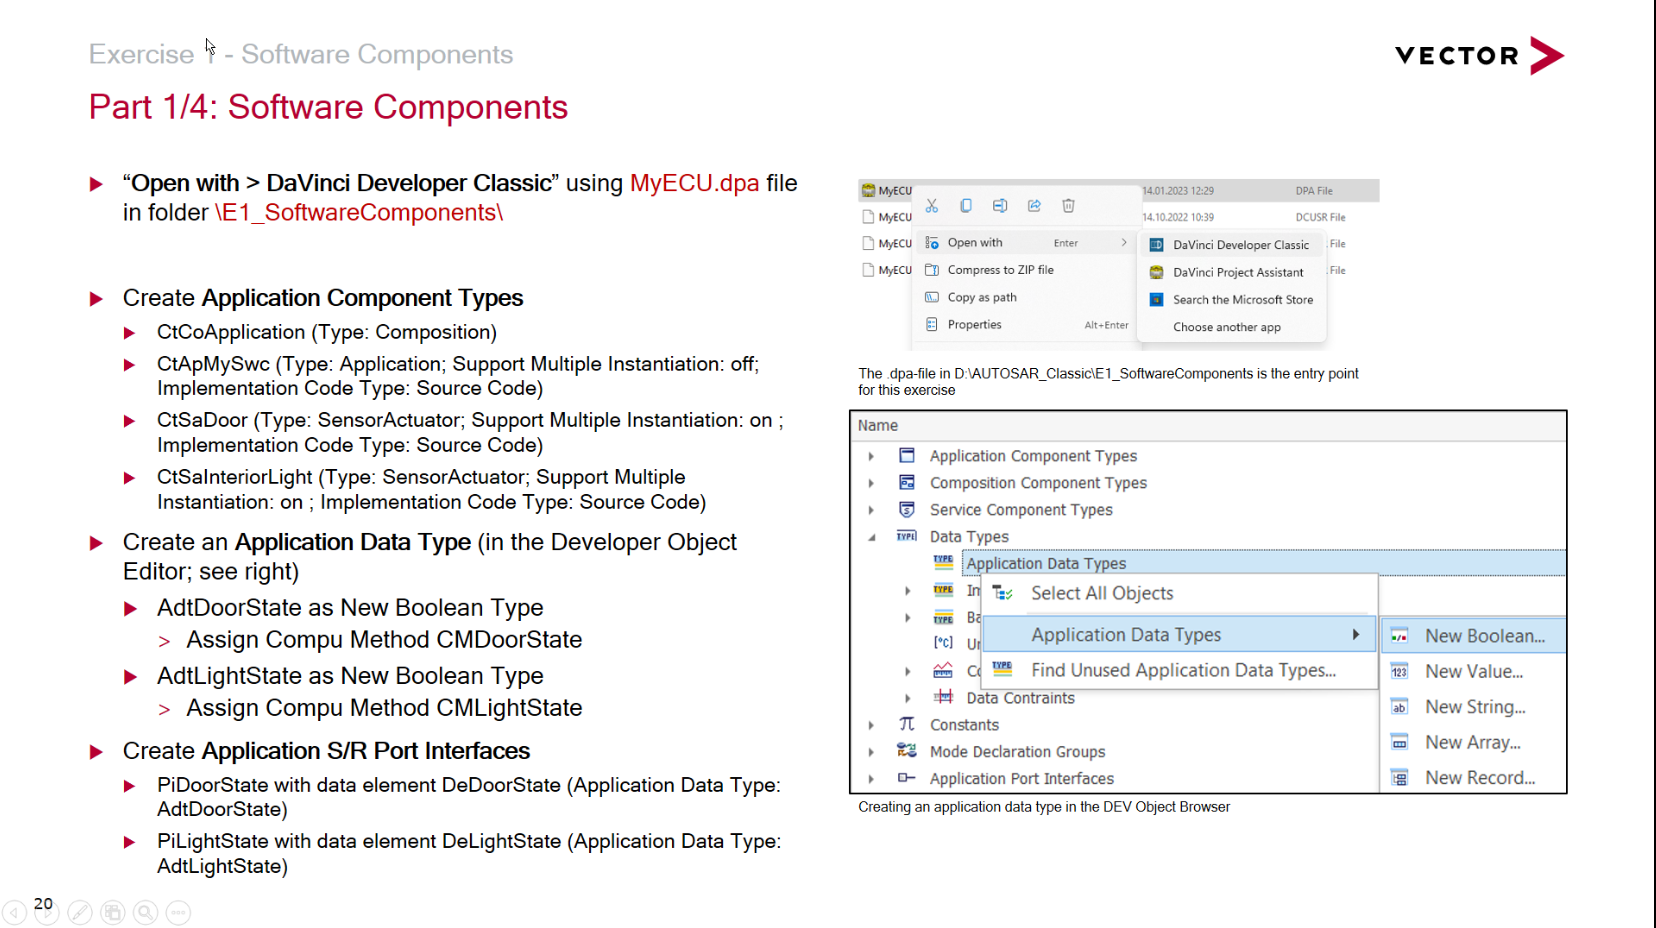 Exercise 1 - Software Components
VECTOR
Part 1/4: Software Components
“Open with > DaVinci Developer Classic” using MyECU.dpa file
in folder \E1_SoftwareComponents\
Create Application Component Types
CtCoApplication (Type: Composition)
CtApMySwc (Type: Application; Support Multiple Instantiation: off;
Implementation Code Type: Source Code)
CtSaDoor (Type: SensorActuator; Support Multiple Instantiation: on ;
Implementation Code Type: Source Code)
CtSaInteriorLight (Type: SensorActuator; Support Multiple
Instantiation: on ; Implementation Code Type: Source Code)
Create an Application Data Type (in the Developer Object
Editor; see right)
AdtDoorState as New Boolean Type
> Assign Compu Method CMDoorState
AdtLightState as New Boolean Type
> Assign Compu Method CMLightState
Create Application S/R Port Interfaces
PiDoorState with data element DeDoorState (Application Data Type:
AdtDoorState)
PiLightState with data element DeLightState (Application Data Type:
AdtLightState)
20
MyECU 14.01.2023 12:29 DPA File
MyECU 14.10.2022 10:39 DCUSR File
MyECU File
MyECU File
Open with Enter
Compress to ZIP file
Copy as path
Properties Alt+Enter
DaVinci Developer Classic
DaVinci Project Assistant
Search the Microsoft Store
Choose another app
The .dpa-file in D:\AUTOSAR_Classic\E1_SoftwareComponents is the entry point
for this exercise
Name
Application Component Types
Composition Component Types
Service Component Types
Data Types
Application Data Types
Im
Ba
Un
Co
Data Contraints
Constants
Mode Declaration Groups
Application Port Interfaces
Select All Objects
Application Data Types
Find Unused Application Data Types...
New Boolean...
New Value...
New String...
New Array...
New Record...
Creating an application data type in the DEV Object Browser